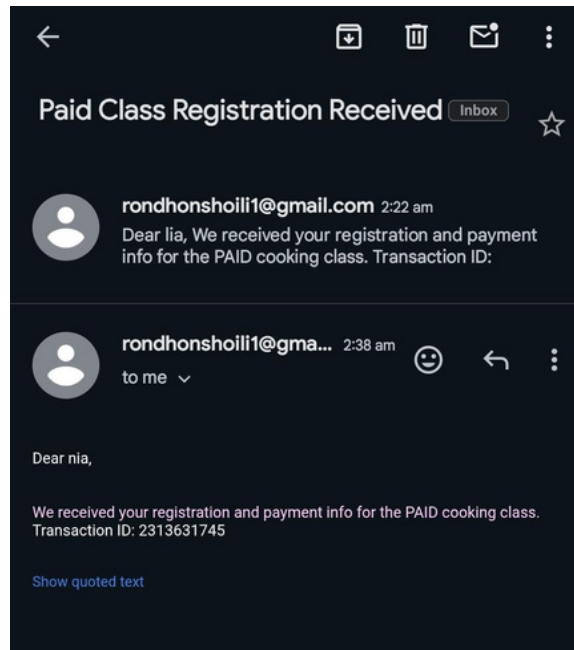 Paid Class Registration Received Inbox
rondhonshoili1@gmail.com 2:22 am
Dear lia, We received your registration and payment
info for the PAID cooking class. Transaction ID:
rondhonshoili1@gma... 2:38 am
to me
Dear nia,
We received your registration and payment info for the PAID cooking class.
Transaction ID: 2313631745
Show quoted text